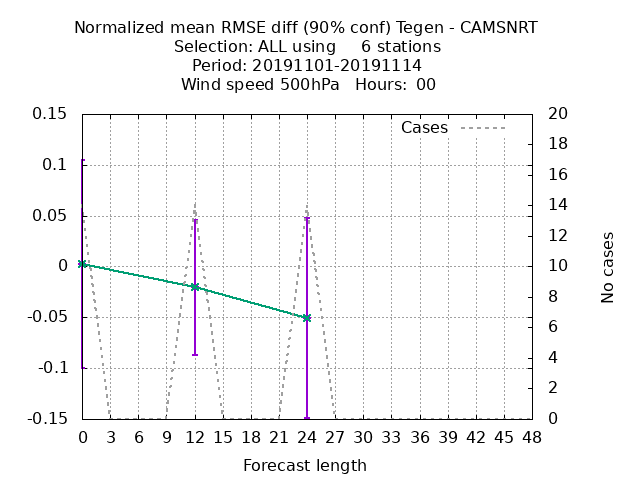 Normalized mean RMSE diff (90% conf) Tegen - CAMSNRT
Selection: ALL using 6 stations
Period: 20191101-20191114
Wind speed 500hPa Hours: 00
0.15
0.1
0.05
0
-0.05
-0.1
-0.15
Cases
20
18
16
14
12
10
8
6
4
2
0
No cases
0 3 6 9 12 15 18 21 24 27 30 33 36 39 42 45 48
Forecast length